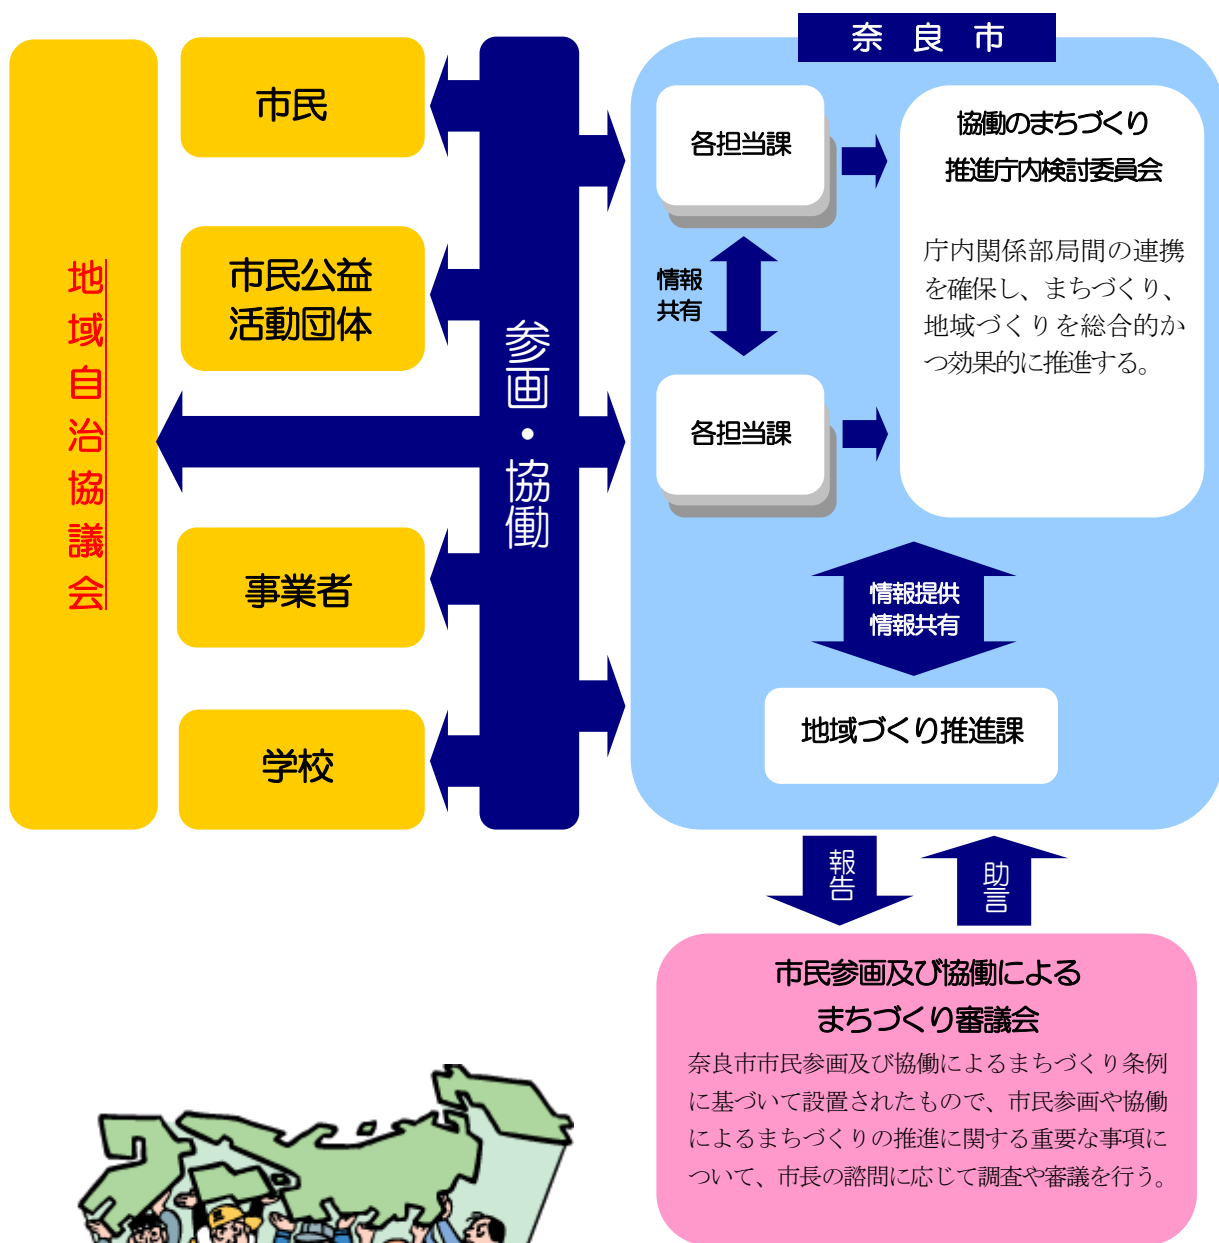 奈良市
地域自治協議会
市民
市民公益
活動団体
事業者
学校
参画・協働
各担当課
情報
共有
各担当課
協働のまちづくり
推進庁内検討委員会
庁内関係部局間の連携
を確保し、まちづくり、
地域づくりを総合的か
つ効果的に推進する。
情報提供
情報共有
地域づくり推進課
報告
助言
市民参画及び協働による
まちづくり審議会
奈良市市民参画及び協働によるまちづくり条例
に基づいて設置されたもので、市民参画や協働
によるまちづくりの推進に関する重要な事項に
ついて、市長の諮問に応じて調査や審議を行う。